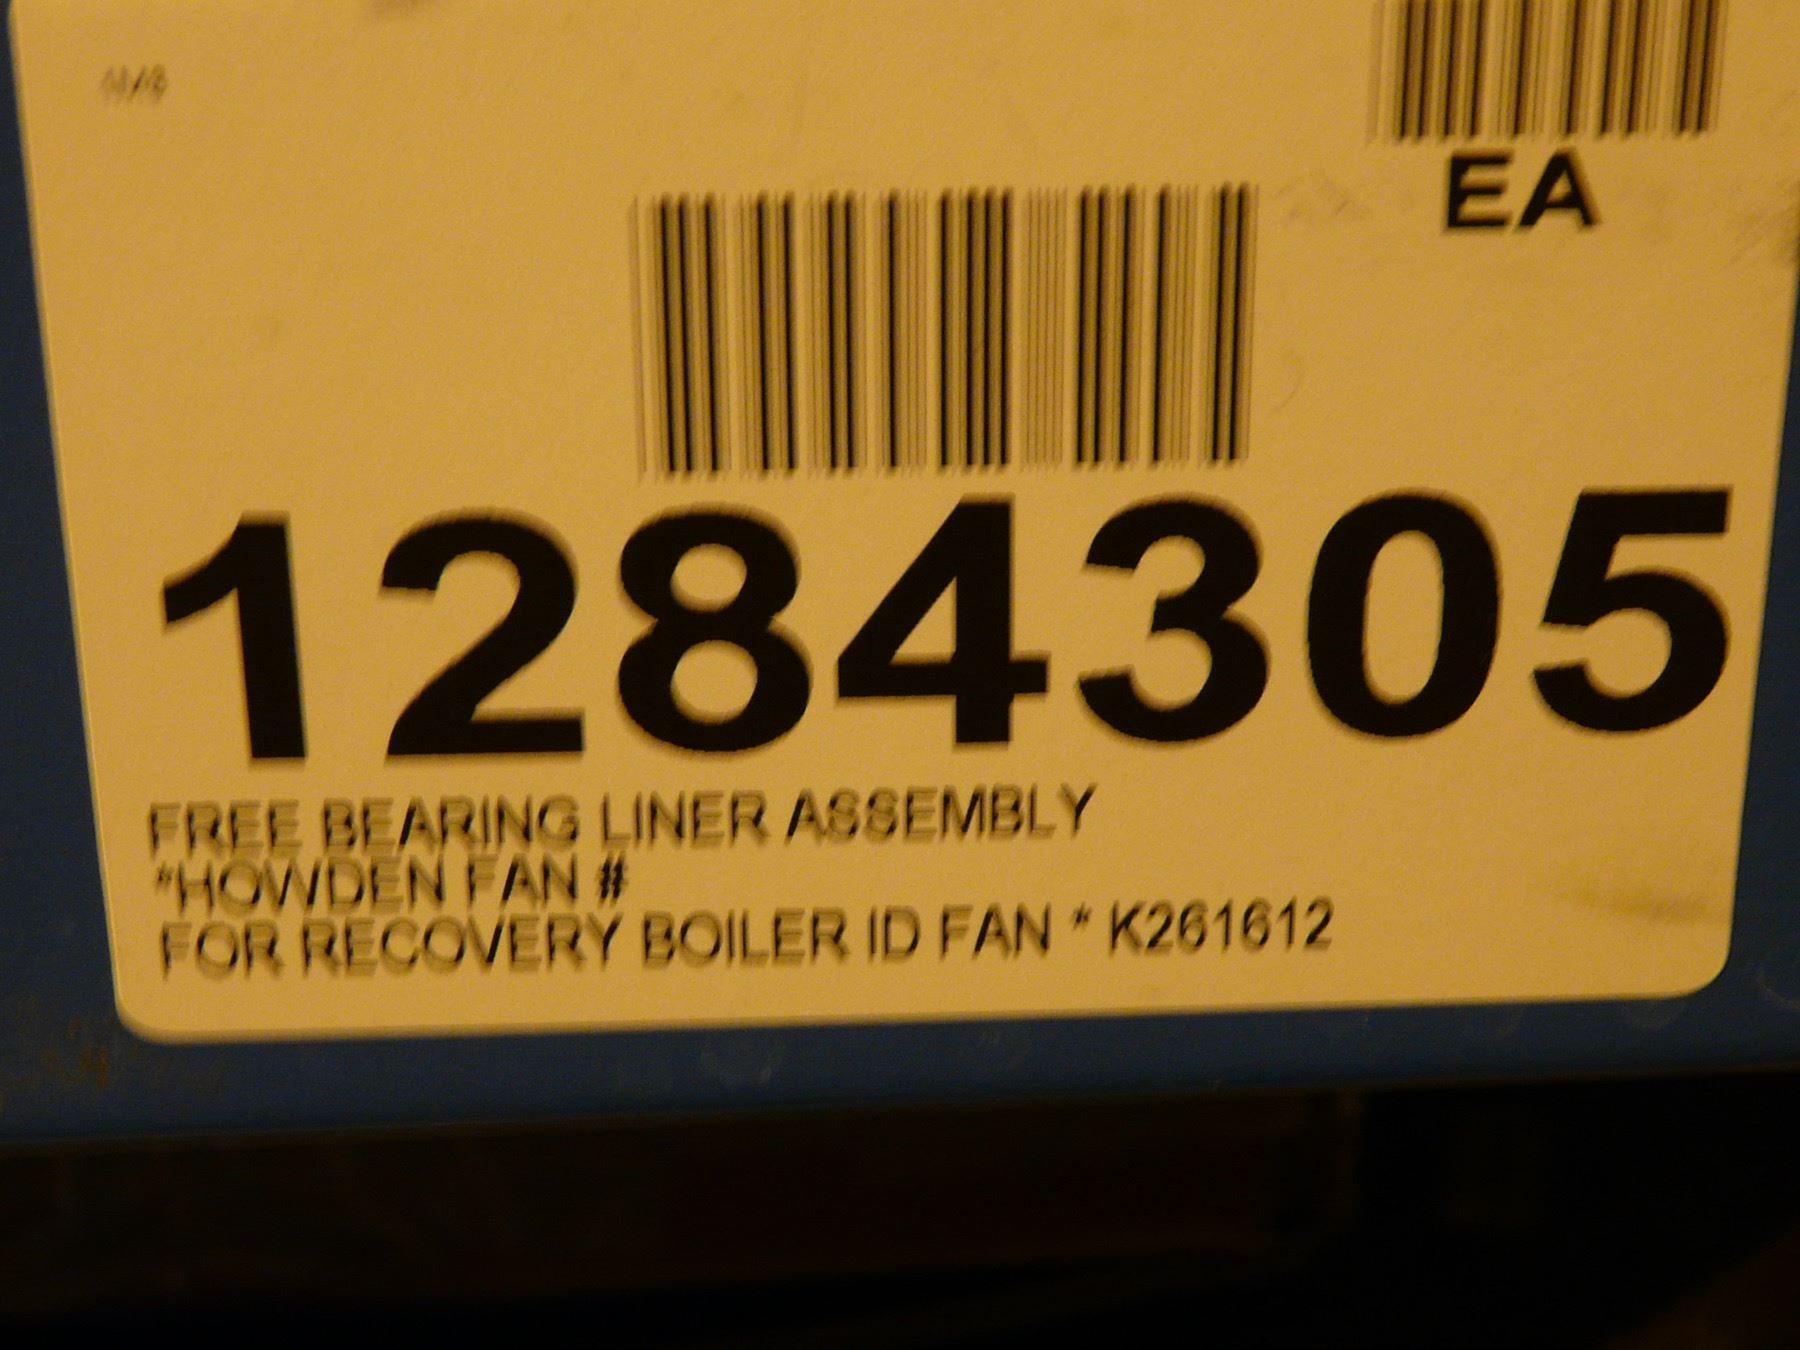 EA
1284305
FREE BEARING LINER ASSEMBLY
*HOWDEN FAN #
FOR RECOVERY BOILER ID FAN * K261612